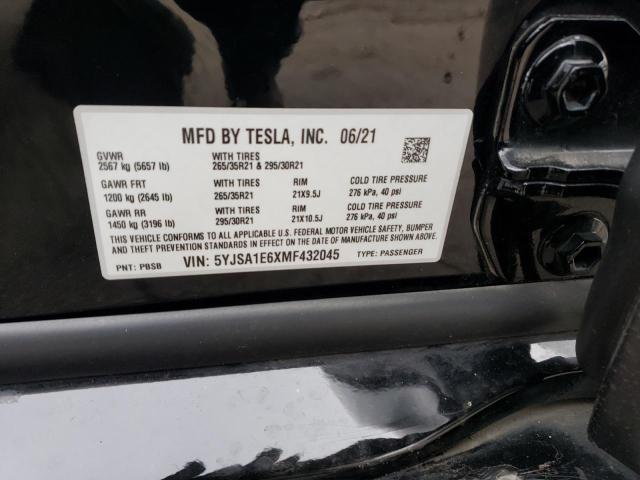 MFD BY TESLA, INC. 06/21
GVWR WITH TIRES
2567 kg (5657 lb) 265/35R21 & 295/30R21
GAWR FRT WITH TIRES RIM COLD TIRE PRESSURE
1200 kg (2645 lb) 265/35R21 21X9.5J 276 kPa, 40 psi
GAWR RR WITH TIRES RIM COLD TIRE PRESSURE
1450 kg (3196 lb) 295/30R21 21X10.5J 276 kPa, 40 psi
THIS VEHICLE CONFORMS TO ALL APPLICABLE U.S. FEDERAL MOTOR VEHICLE SAFETY, BUMPER
AND THEFT PREVENTION STANDARDS IN EFFECT ON THE DATE OF MANUFACTURE SHOWN ABOVE.
PNT: PBSB VIN: 5YJSA1E6XMF432045 TYPE: PASSENGER